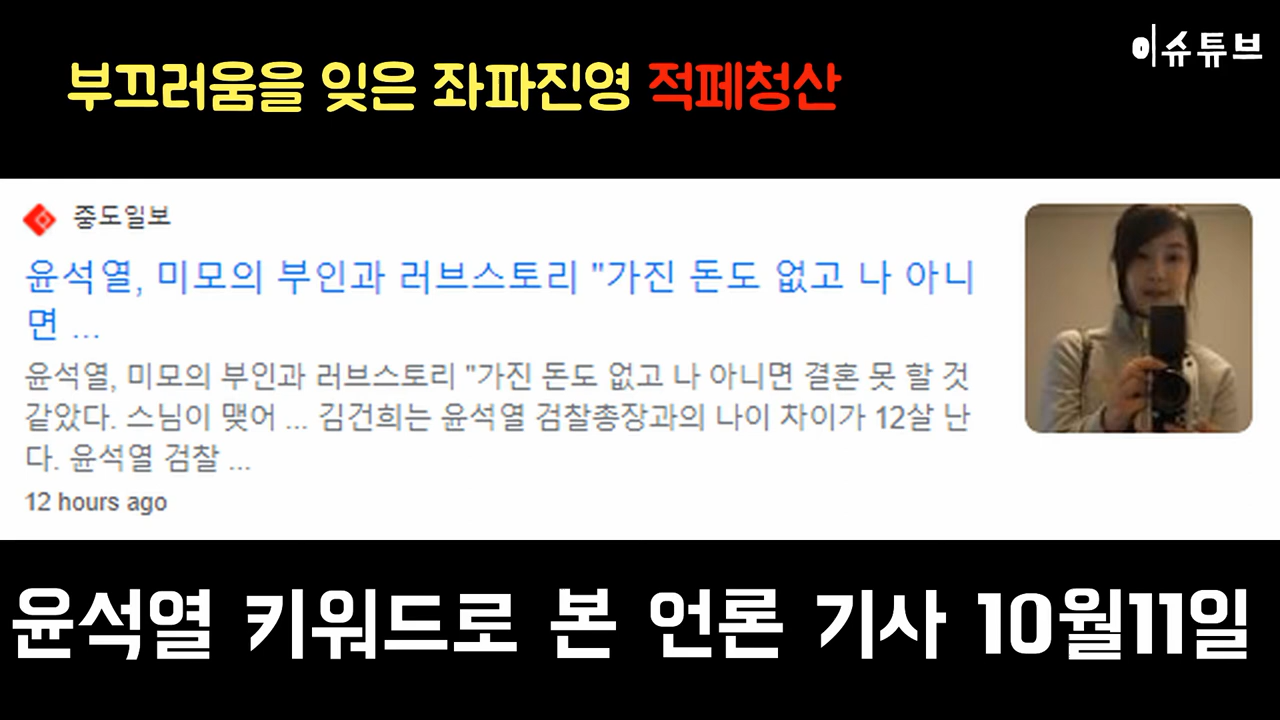 이슈튜브
부끄러움을 잊은 좌파진영 적폐청산
중도일보
윤석열, 미모의 부인과 러브스토리 "가진 돈도 없고 나 아니
면 ...
윤석열, 미모의 부인과 러브스토리 "가진 돈도 없고 나 아니면 결혼 못 할 것
같았다. 스님이 맺어 ... 김건희는 윤석열 검찰총장과의 나이 차이가 12살 난
다. 윤석열 검찰 ...
12 hours ago
윤석열 키워드로 본 언론 기사 10월11일